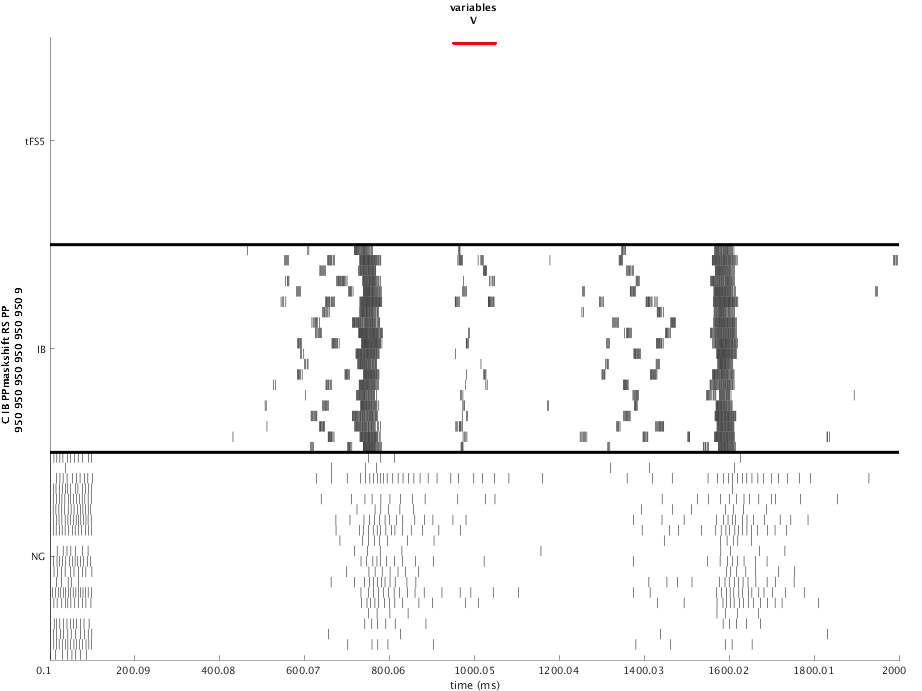 variables
V
tFS5
IB
NG
C IB PPmaskshift RS PP
950 950 950 950 950 950 9
0.1 200.09 400.08 600.07 800.06 1000.05 1200.04 1400.03 1600.02 1800.01 2000
time (ms)